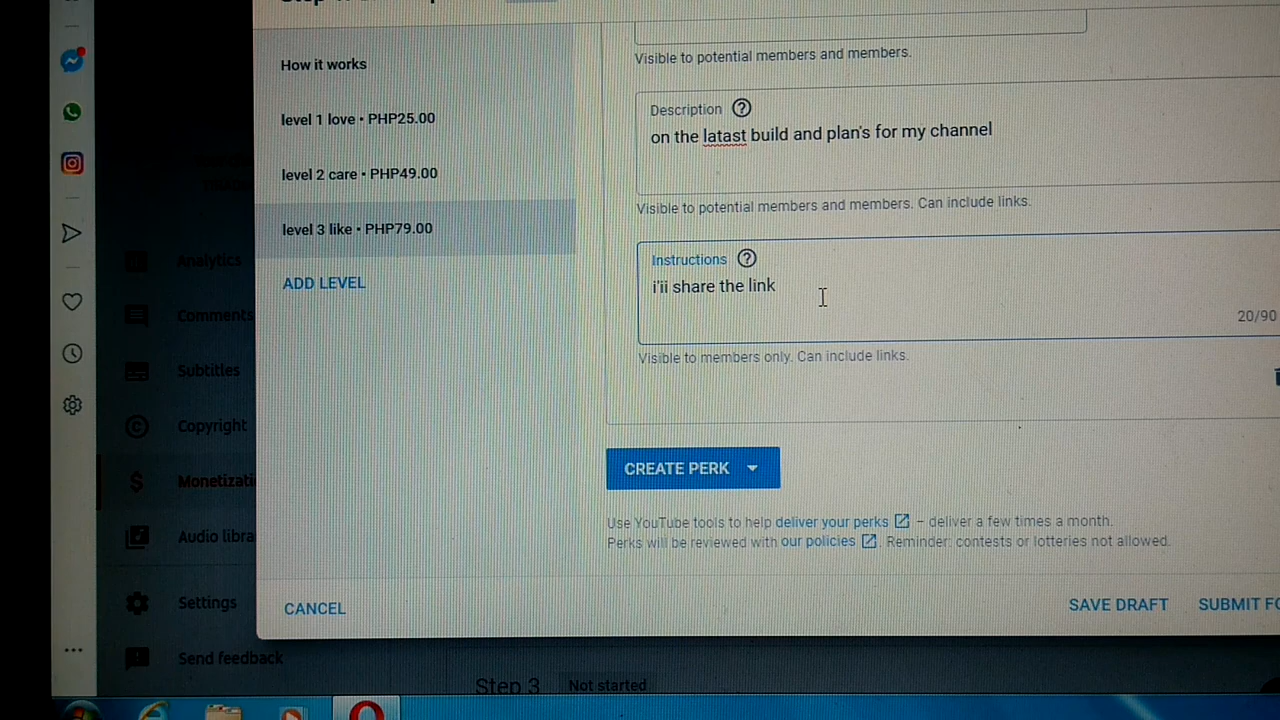 Visible to potential members and members.
How it works
Description ?
level 1 love • PHP25.00
on the latast build and plan's for my channel
level 2 care • PHP49.00
Visible to potential members and members. Can include links.
level 3 like • PHP79.00
Instructions ?
Analytics
ADD LEVEL
i'ii share the link
Comments
20/90
Visible to members only. Can include links.
Subtitles
Copyright
CREATE PERK
Monetizati
Use YouTube tools to help deliver your perks – deliver a few times a month.
Audio libra
Perks will be reviewed with our policies . Reminder: contests or lotteries not allowed.
Settings
CANCEL
SAVE DRAFT
SUBMIT FO
Send feedback
Step 3
Not started